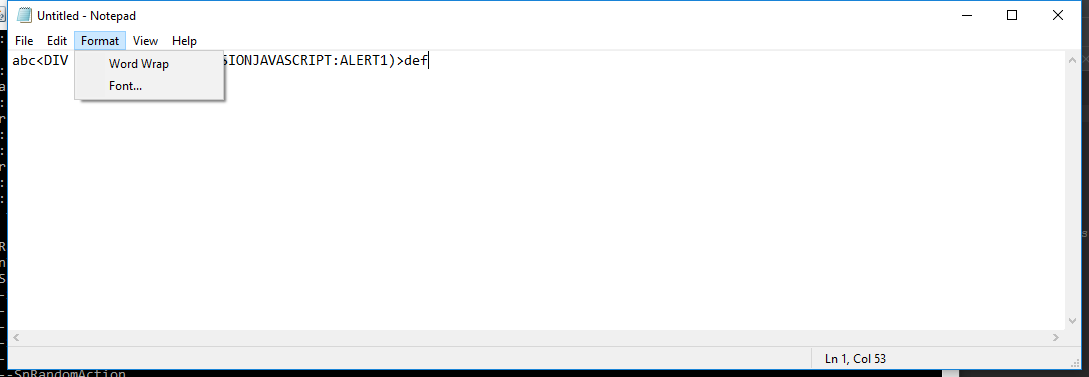 Untitled - Notepad
File Edit Format View Help
abc<DIV SIONJAVASCRIPT:ALERT1)>def
Word Wrap
Font...
Ln 1, Col 53
--SnRandomAction